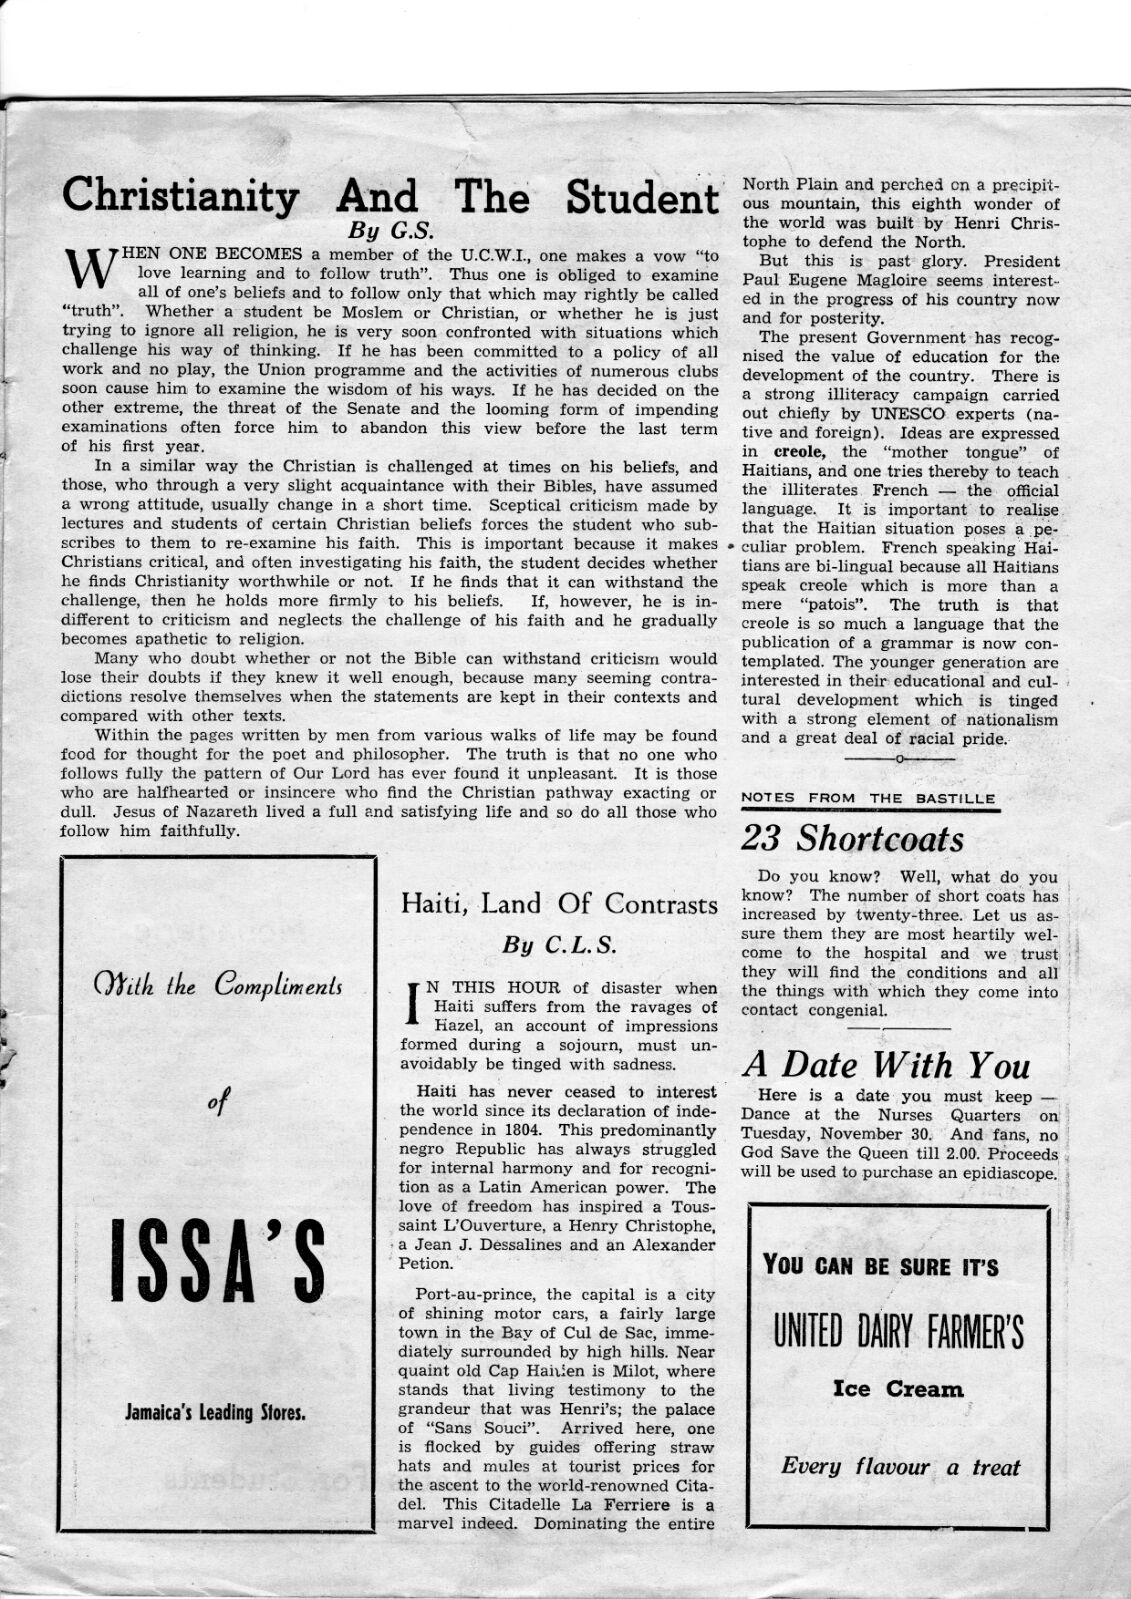 Christianity And The Student
By G.S.
WHEN ONE BECOMES a member of the U.C.W.I., one makes a vow “to
love learning and to follow truth”. Thus one is obliged to examine
all of one’s beliefs and to follow only that which may rightly be called
“truth”. Whether a student be Moslem or Christian, or whether he is just
trying to ignore all religion, he is very soon confronted with situations which
challenge his way of thinking. If he has been committed to a policy of all
work and no play, the Union programme and the activities of numerous clubs
soon cause him to examine the wisdom of his ways. If he has decided on the
other extreme, the threat of the Senate and the looming form of impending
examinations often force him to abandon this view before the last term
of his first year.
In a similar way the Christian is challenged at times on his beliefs, and
those, who through a very slight acquaintance with their Bibles, have assumed
a wrong attitude, usually change in a short time. Sceptical criticism made by
lectures and students of certain Christian beliefs forces the student who sub-
scribes to them to re-examine his faith. This is important because it makes
Christians critical, and often investigating his faith, the student decides whether
he finds Christianity worthwhile or not. If he finds that it can withstand the
challenge, then he holds more firmly to his beliefs. If, however, he is in-
different to criticism and neglects the challenge of his faith and he gradually
becomes apathetic to religion.
Many who doubt whether or not the Bible can withstand criticism would
lose their doubts if they knew it well enough, because many seeming contra-
dictions resolve themselves when the statements are kept in their contexts and
compared with other texts.
Within the pages written by men from various walks of life may be found
food for thought for the poet and philosopher. The truth is that no one who
follows fully the pattern of Our Lord has ever found it unpleasant. It is those
who are halfhearted or insincere who find the Christian pathway exacting or
dull. Jesus of Nazareth lived a full and satisfying life and so do all those who
follow him faithfully.
With the Compliments
of
ISSA’S
Jamaica’s Leading Stores.
Haiti, Land Of Contrasts
By C.L.S.
IN THIS HOUR of disaster when
Haiti suffers from the ravages of
Hazel, an account of impressions
formed during a sojourn, must un-
avoidably be tinged with sadness.
Haiti has never ceased to interest
the world since its declaration of inde-
pendence in 1804. This predominantly
negro Republic has always struggled
for internal harmony and for recogni-
tion as a Latin American power. The
love of freedom has inspired a Tous-
saint L’Ouverture, a Henry Christophe,
a Jean J. Dessalines and an Alexander
Petion.
Port-au-prince, the capital is a city
of shining motor cars, a fairly large
town in the Bay of Cul de Sac, imme-
diately surrounded by high hills. Near
quaint old Cap Haitien is Milot, where
stands that living testimony to the
grandeur that was Henri’s; the palace
of “Sans Souci”. Arrived here, one
is flocked by guides offering straw
hats and mules at tourist prices for
the ascent to the world-renowned Cita-
del. This Citadelle La Ferriere is a
marvel indeed. Dominating the entire
North Plain and perched on a precipit-
ous mountain, this eighth wonder of
the world was built by Henri Chris-
tophe to defend the North.
But this is past glory. President
Paul Eugene Magloire seems interest-
ed in the progress of his country now
and for posterity.
The present Government has recog-
nised the value of education for the
development of the country. There is
a strong illiteracy campaign carried
out chiefly by UNESCO experts (na-
tive and foreign). Ideas are expressed
in creole, the “mother tongue” of
Haitians, and one tries thereby to teach
the illiterates French — the official
language. It is important to realise
that the Haitian situation poses a pe-
culiar problem. French speaking Hai-
tians are bi-lingual because all Haitians
speak creole which is more than a
mere “patois”. The truth is that
creole is so much a language that the
publication of a grammar is now con-
templated. The younger generation are
interested in their educational and cul-
tural development which is tinged
with a strong element of nationalism
and a great deal of racial pride.
NOTES FROM THE BASTILLE
23 Shortcoats
Do you know? Well, what do you
know? The number of short coats has
increased by twenty-three. Let us as-
sure them they are most heartily wel-
come to the hospital and we trust
they will find the conditions and all
the things with which they come into
contact congenial.
A Date With You
Here is a date you must keep —
Dance at the Nurses Quarters on
Tuesday, November 30. And fans, no
God Save the Queen till 2.00. Proceeds
will be used to purchase an epidiascope.
YOU CAN BE SURE IT’S
UNITED DAIRY FARMER’S
Ice Cream
Every flavour a treat